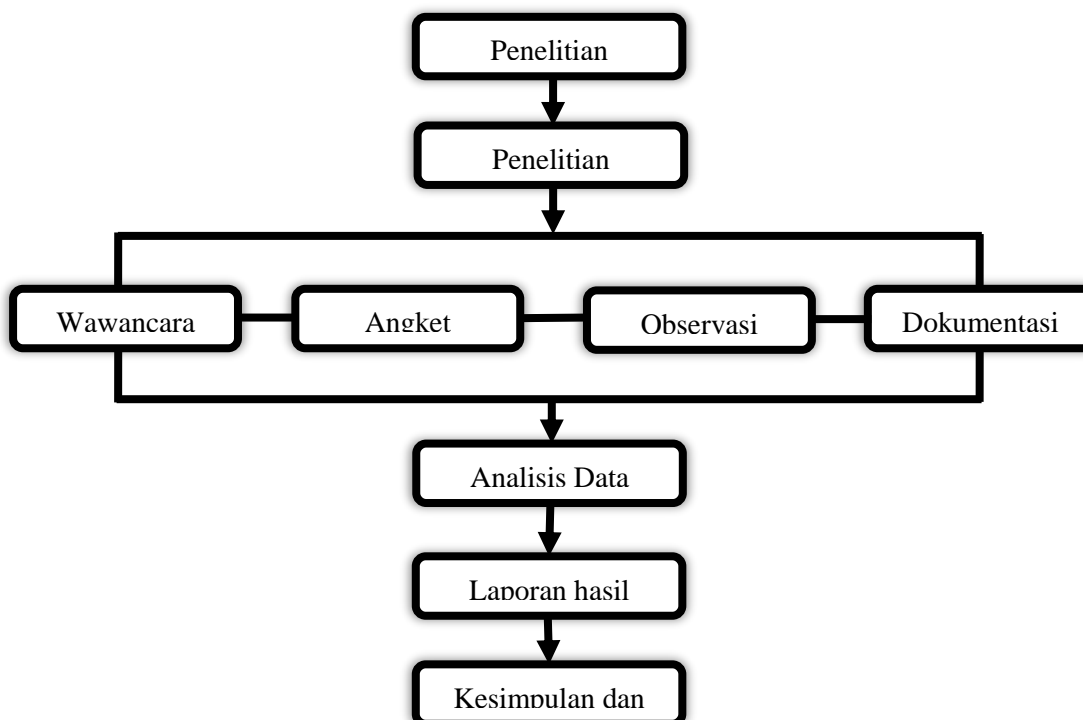 Penelitian
Penelitian
Wawancara
Angket
Observasi
Dokumentasi
Analisis Data
Laporan hasil
Kesimpulan dan